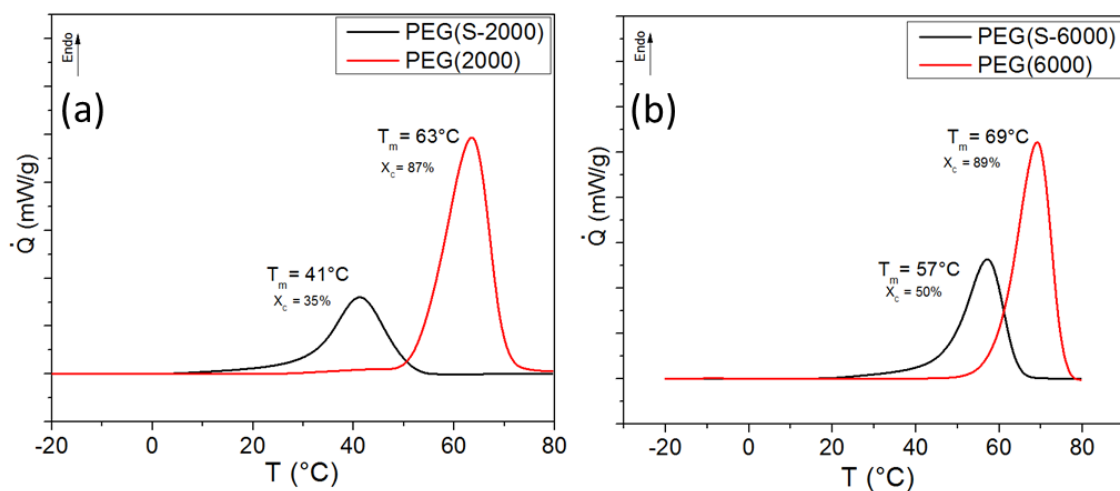 Endo
PEG(S-2000)
PEG(2000)
(a)
Tm = 63°C
Xc = 87%
Tm = 41°C
Xc = 35%
Q̇ (mW/g)
-20 0 20 40 60 80
T (°C)
Endo
PEG(S-6000)
PEG(6000)
(b)
Tm = 69°C
Xc = 89%
Tm = 57°C
Xc = 50%
Q̇ (mW/g)
-20 0 20 40 60 80
T (°C)